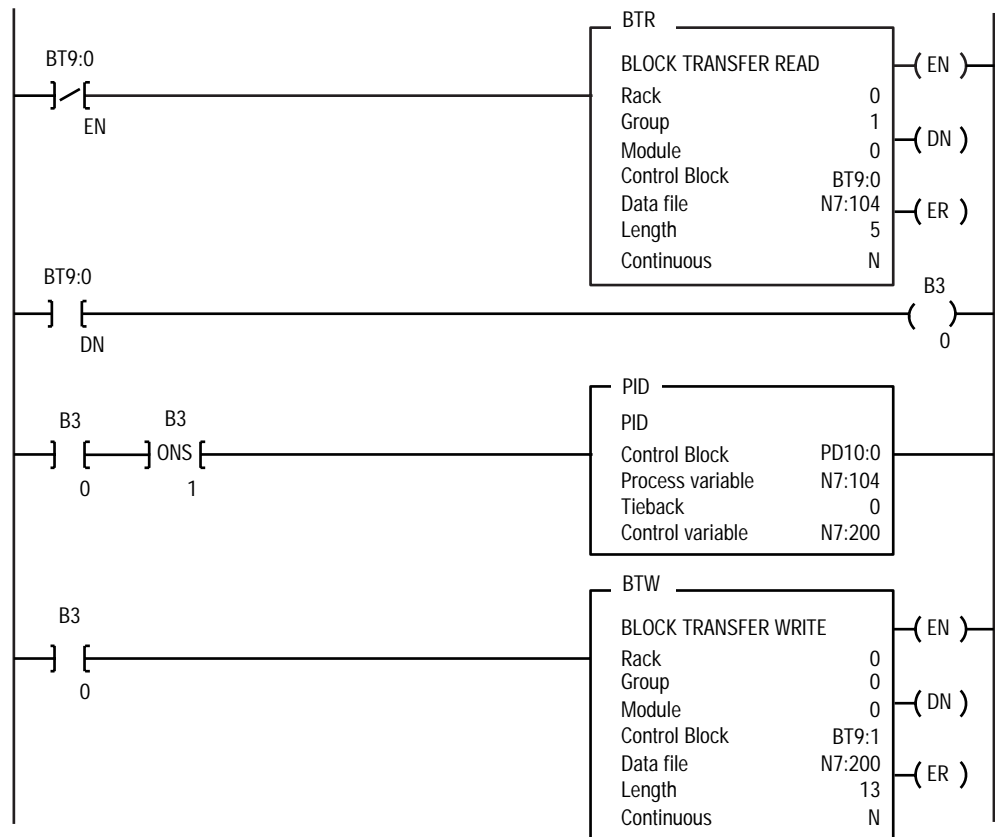 BTR
BT9:0
BLOCK TRANSFER READ
EN
Rack 0
EN
Group 1
DN
Module 0
Control Block BT9:0
Data file N7:104
ER
Length 5
Continuous N
BT9:0
B3
DN
0
PID
B3 B3
PID
ONS
Control Block PD10:0
0 1
Process variable N7:104
Tieback 0
Control variable N7:200
BTW
B3
BLOCK TRANSFER WRITE
EN
Rack 0
0
Group 0
DN
Module 0
Control Block BT9:1
Data file N7:200
ER
Length 13
Continuous N